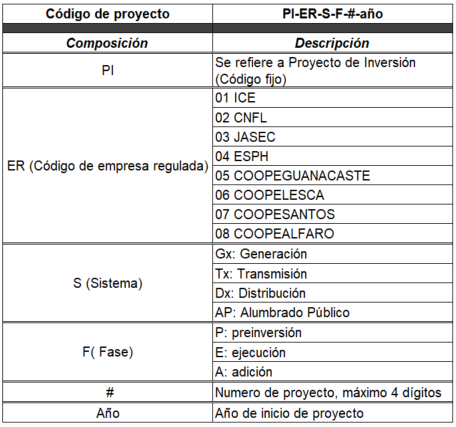 Código de proyecto PI-ER-S-F-#-año
Composición Descripción
PI Se refiere a Proyecto de Inversión
(Código fijo)
ER (Código de empresa regulada)
01 ICE
02 CNFL
03 JASEC
04 ESPH
05 COOPEGUANACASTE
06 COOPELESCA
07 COOPESANTOS
08 COOPEALFARO
S (Sistema)
Gx: Generación
Tx: Transmisión
Dx: Distribución
AP: Alumbrado Público
F( Fase)
P: preinversión
E: ejecución
A: adición
# Numero de proyecto, máximo 4 dígitos
Año Año de inicio de proyecto